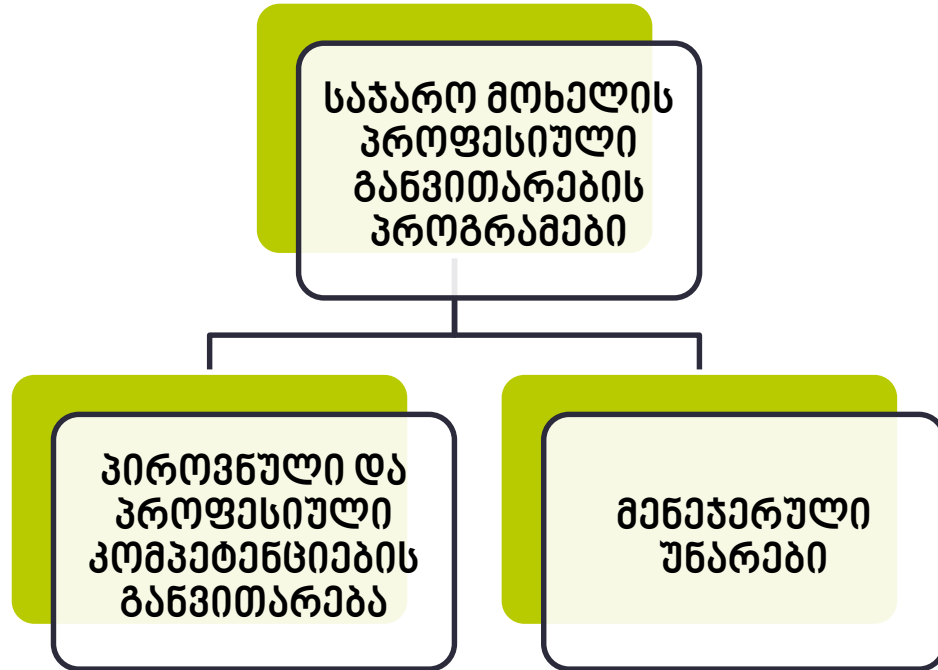 საჯარო მოხელის
პროფესიული
განვითარების
პროგრამები
პიროვნული და
პროფესიული
კომპეტენციების
განვითარება
მენეჯერული
უნარები